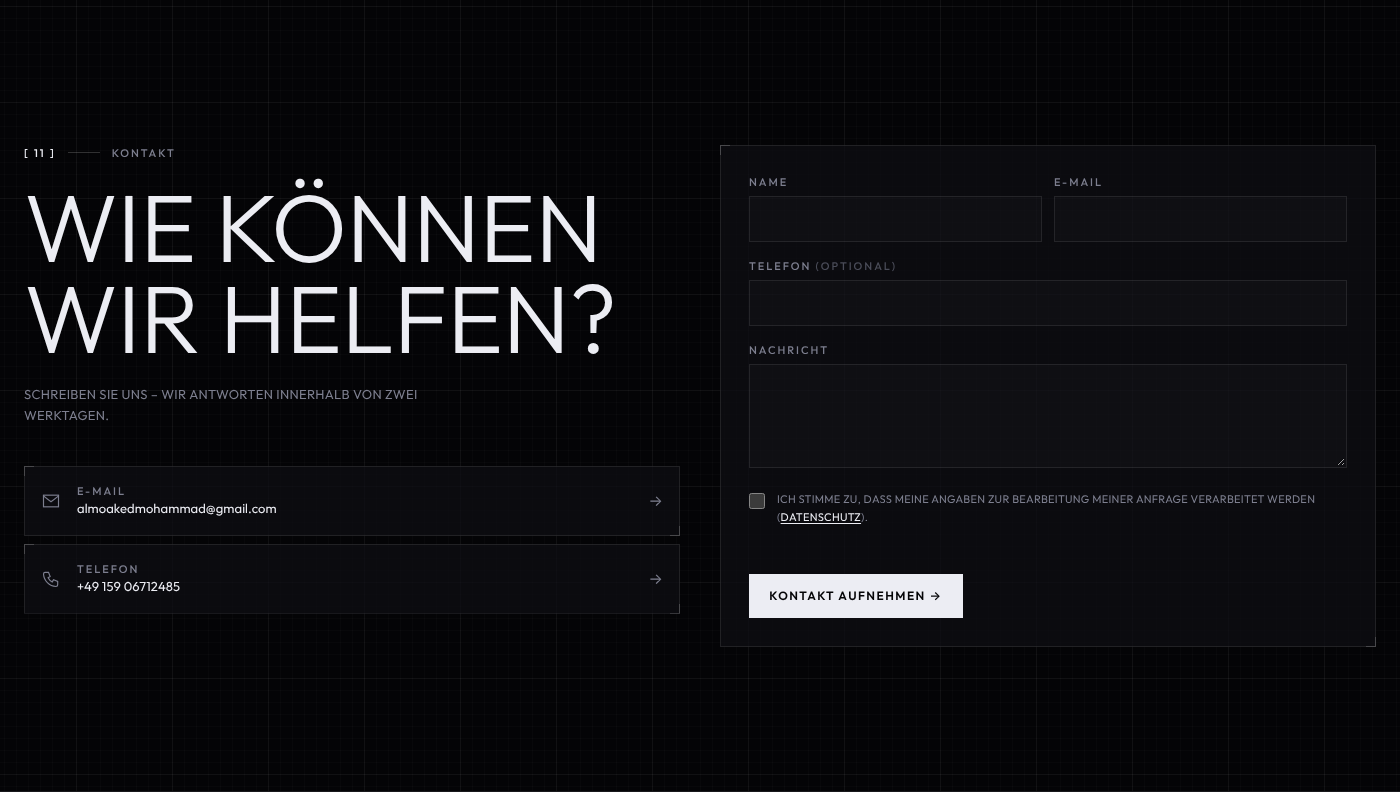 [ 11 ] KONTAKT
WIE KÖNNEN
WIR HELFEN?
SCHREIBEN SIE UNS – WIR ANTWORTEN INNERHALB VON ZWEI
WERKTAGEN.
E-MAIL
almoakedmohammad@gmail.com →
TELEFON
+49 159 06712485 →
NAME
E-MAIL
TELEFON (OPTIONAL)
NACHRICHT
ICH STIMME ZU, DASS MEINE ANGABEN ZUR BEARBEITUNG MEINER ANFRAGE VERARBEITET WERDEN
(DATENSCHUTZ).
KONTAKT AUFNEHMEN →